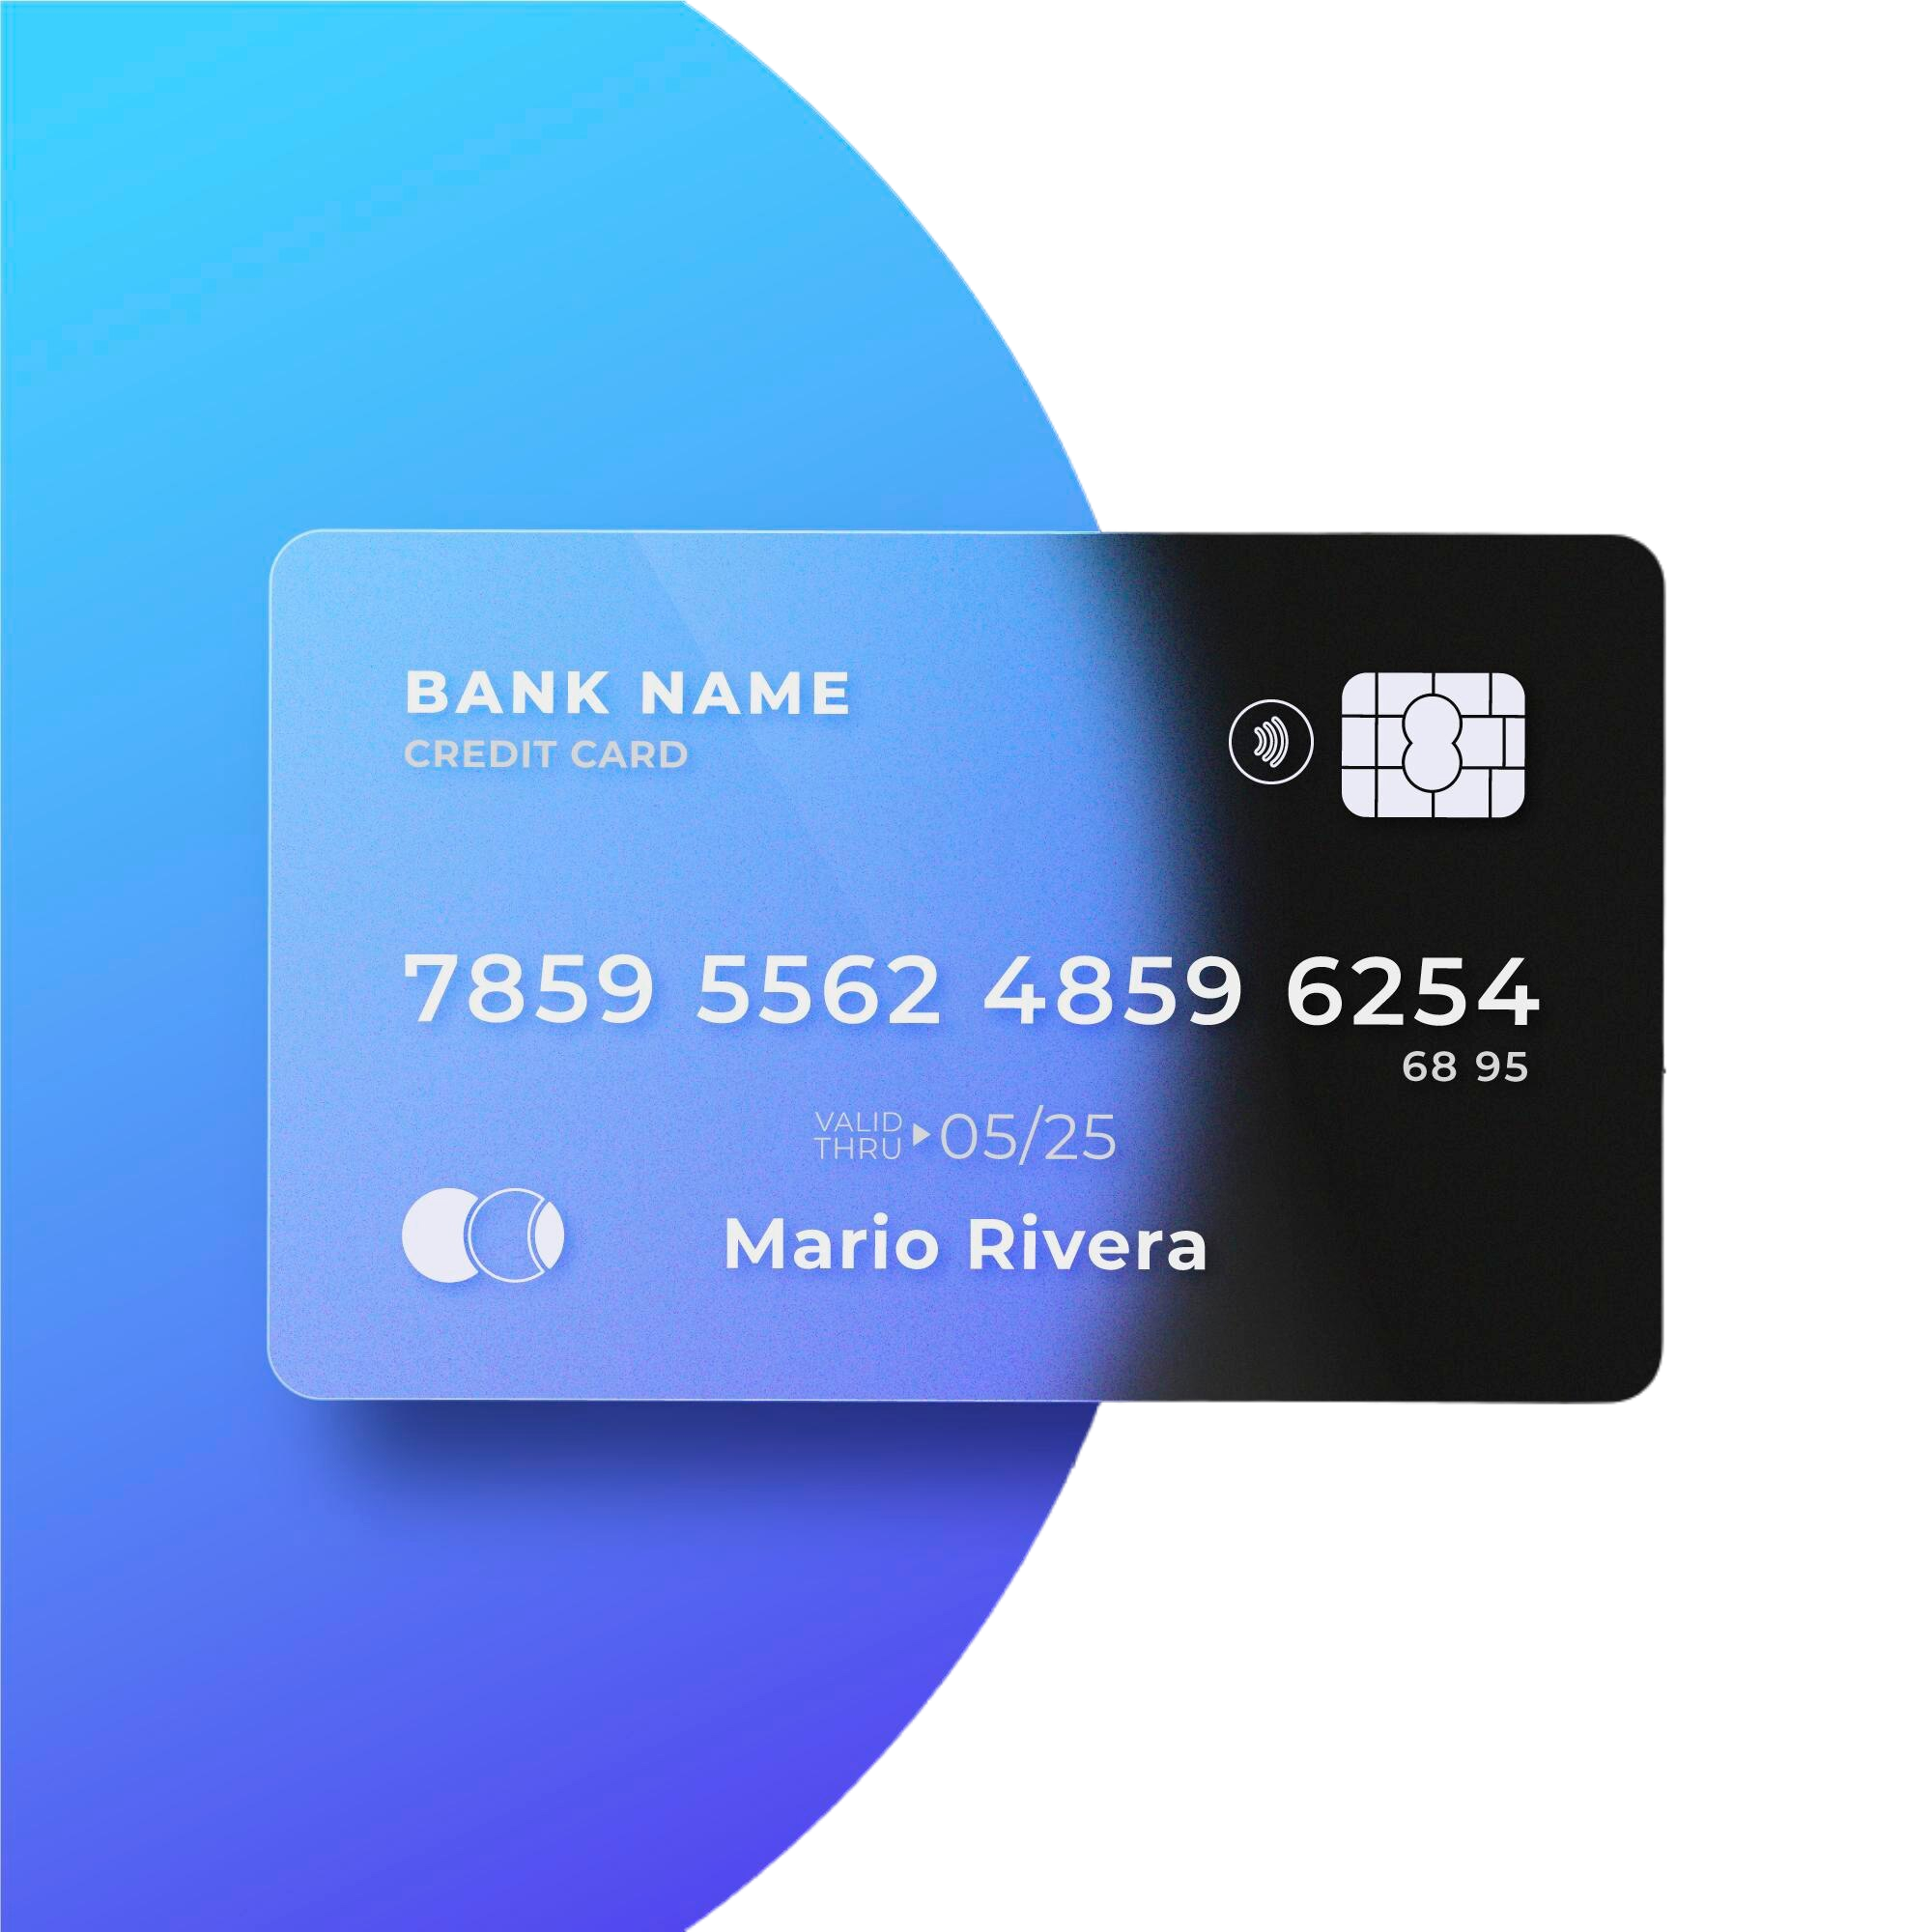 BANK NAME
CREDIT CARD
7859 5562 4859 6254
68 95
VALID
THRU
05/25
Mario Rivera